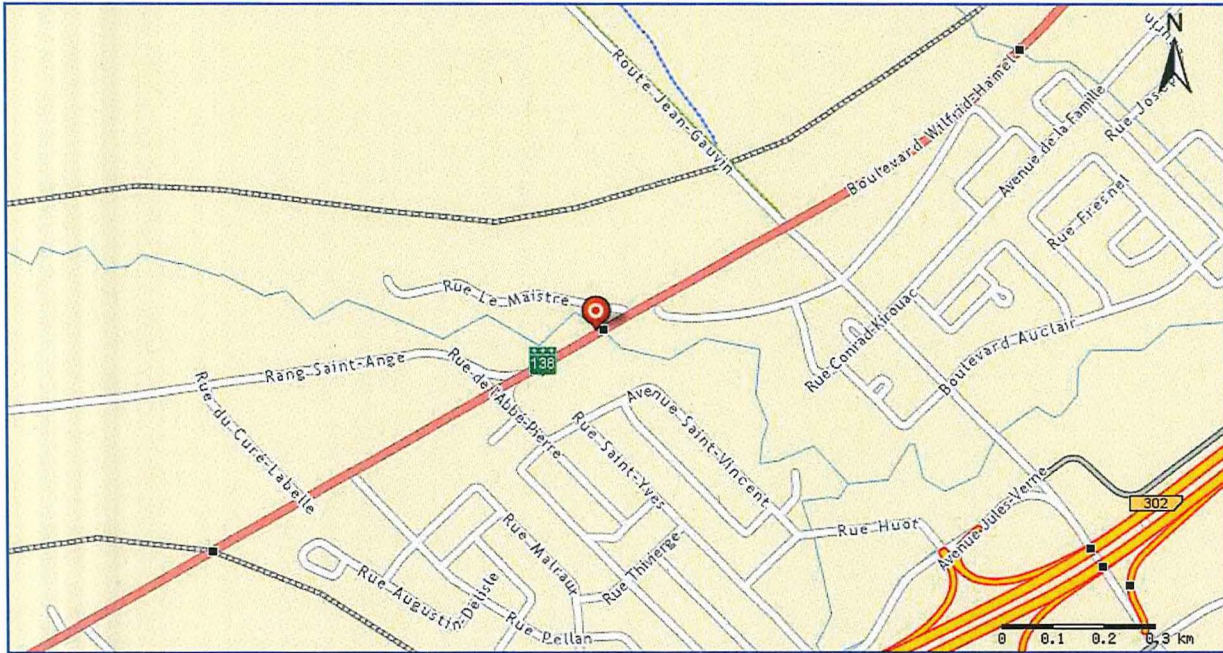 N
Route-Jean-Gauvin
Boulevard Wilfrid-Hamel
Avenue de la Famille
Rue Fresnel
Rue Le Maistre
Rang Saint-Ange
138
Rue-de-l'Abbé-Pierre
Rue du Curé-Labelle
Avenue Saint-Vincent
Rue Saint-Yves
Rue Conrad-Kirouac
Boulevard Auclair
Rue Huot
Avenue Jules-Verne
302
Rue Malraux
Rue Thivierge
Rue Augustin-Delisle
Rue Pellan
0 0.1 0.2 0.3 km